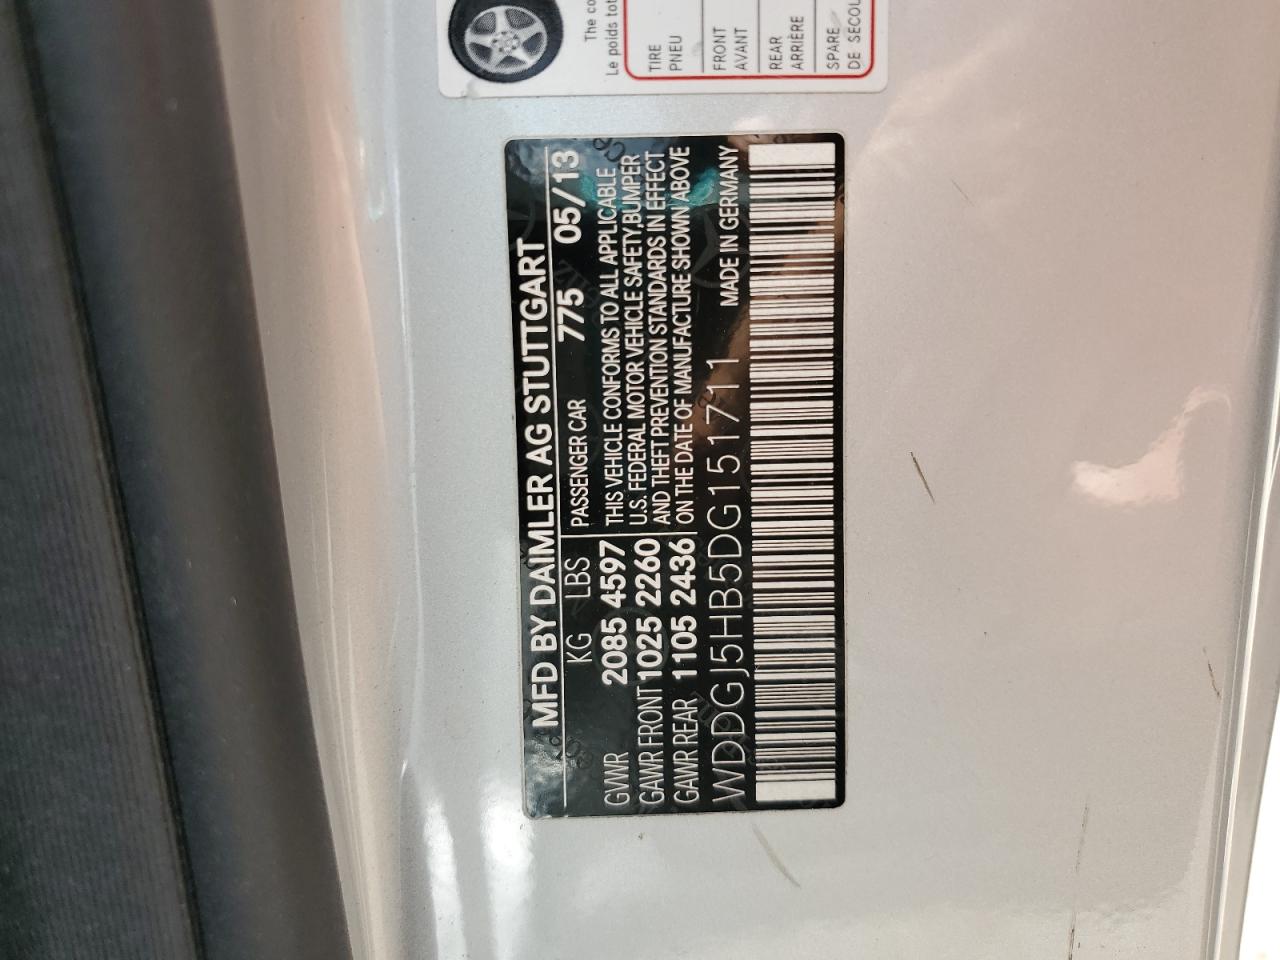 MFD BY DAIMLER AG STUTTGART
KG LBS PASSENGER CAR 775 05/13
GVWR 2085 4597 THIS VEHICLE CONFORMS TO ALL APPLICABLE
U.S. FEDERAL MOTOR VEHICLE SAFETY,BUMPER
GAWR FRONT 1025 2260 AND THEFT PREVENTION STANDARDS IN EFFECT
GAWR REAR 1105 2436 ON THE DATE OF MANUFACTURE SHOWN ABOVE
WDDGJ5HB5DG151711 MADE IN GERMANY
The
Le poids
TIRE
PNEU
FRONT
AVANT
REAR
ARRIÈRE
SPARE
DE